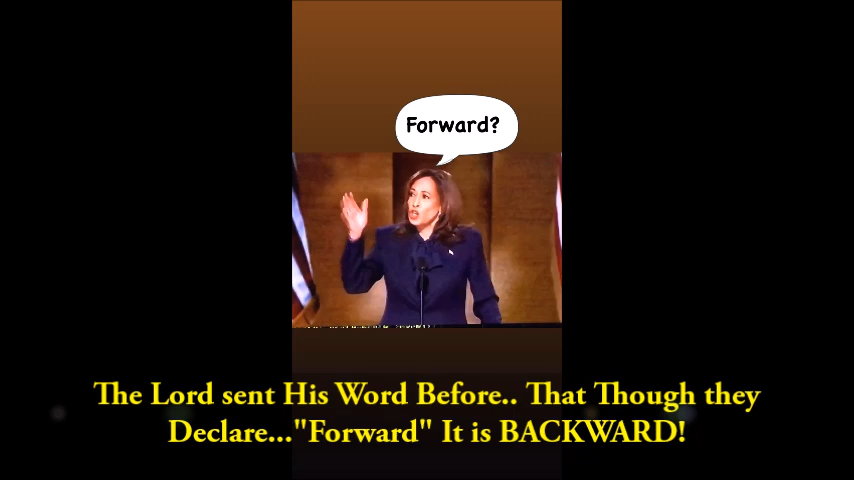 Forward?
The Lord sent His Word Before.. That Though they
Declare..."Forward" It is BACKWARD!